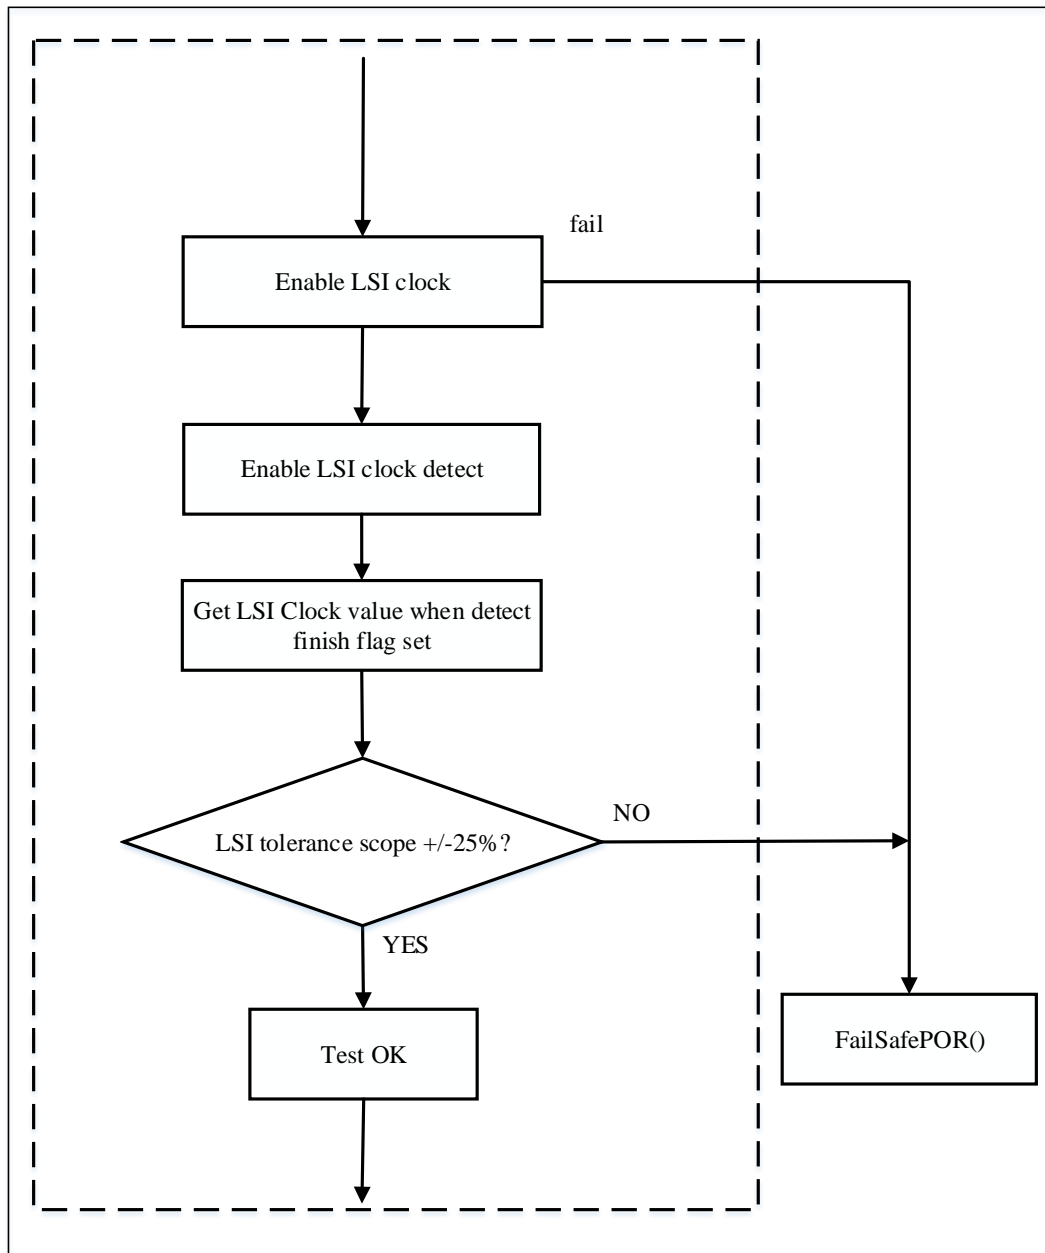 fail
Enable LSI clock
Enable LSI clock detect
Get LSI Clock value when detect
finish flag set
LSI tolerance scope +/-25%?
NO
YES
Test OK
FailSafePOR()